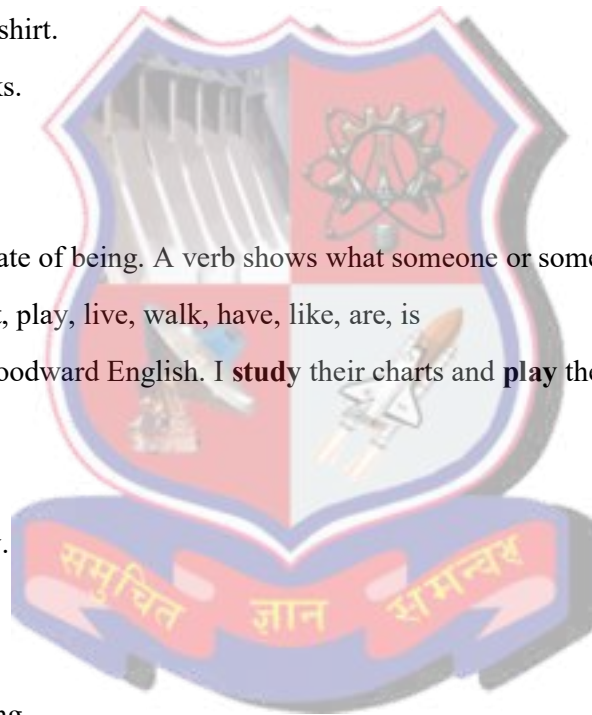 shirt.
s.
ate of being. A verb shows what someone or some
, play, live, walk, have, like, are, is
oodward English. I study their charts and play the
.
समुचित ज्ञान समन्वय
ng